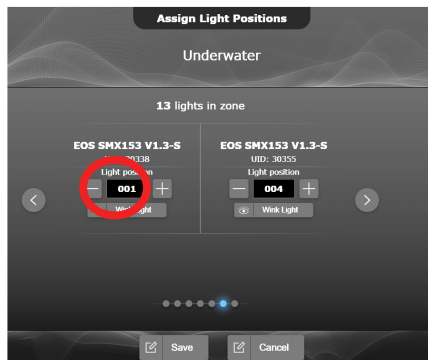 Assign Light Positions
Underwater
13 lights in zone
EOS SMX153 V1.3-S
EOS SMX153 V1.3-S
UID: 30355
Light position
Light position
001
004
Wink Light
Wink Light
Save
Cancel